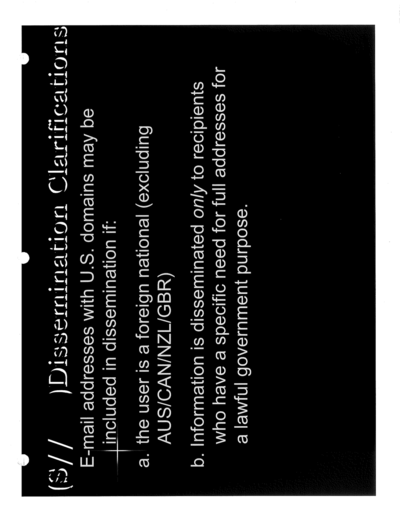 (S//    )Dissemination Clarifications
E-mail addresses with U.S. domains may be
included in dissemination if:
a. the user is a foreign national (excluding
AUS/CAN/NZL/GBR)
b. Information is disseminated only to recipients
who have a specific need for full addresses for
a lawful government purpose.